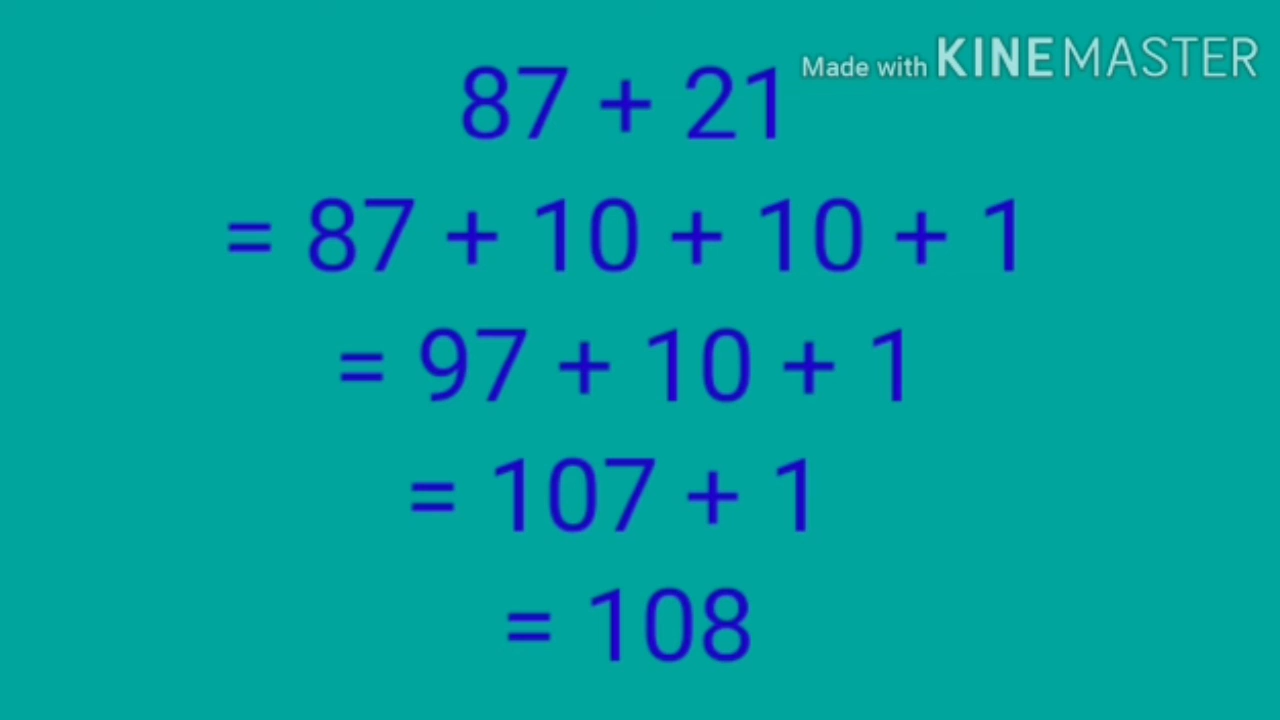 Made with KINEMASTER
87 + 21
= 87 + 10 + 10 + 1
= 97 + 10 + 1
= 107 + 1
= 108